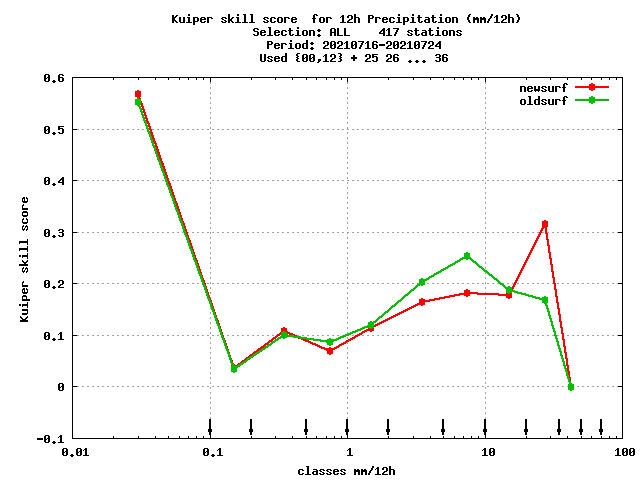 Kuiper skill score  for 12h Precipitation (mm/12h)
Selection: ALL    417 stations
Period: 20210716-20210724
Used {00,12} + 25 26 ... 36
newsurf
oldsurf
Kuiper skill score
0.6
0.5
0.4
0.3
0.2
0.1
0
-0.1
0.01 0.1 1 10 100
classes mm/12h